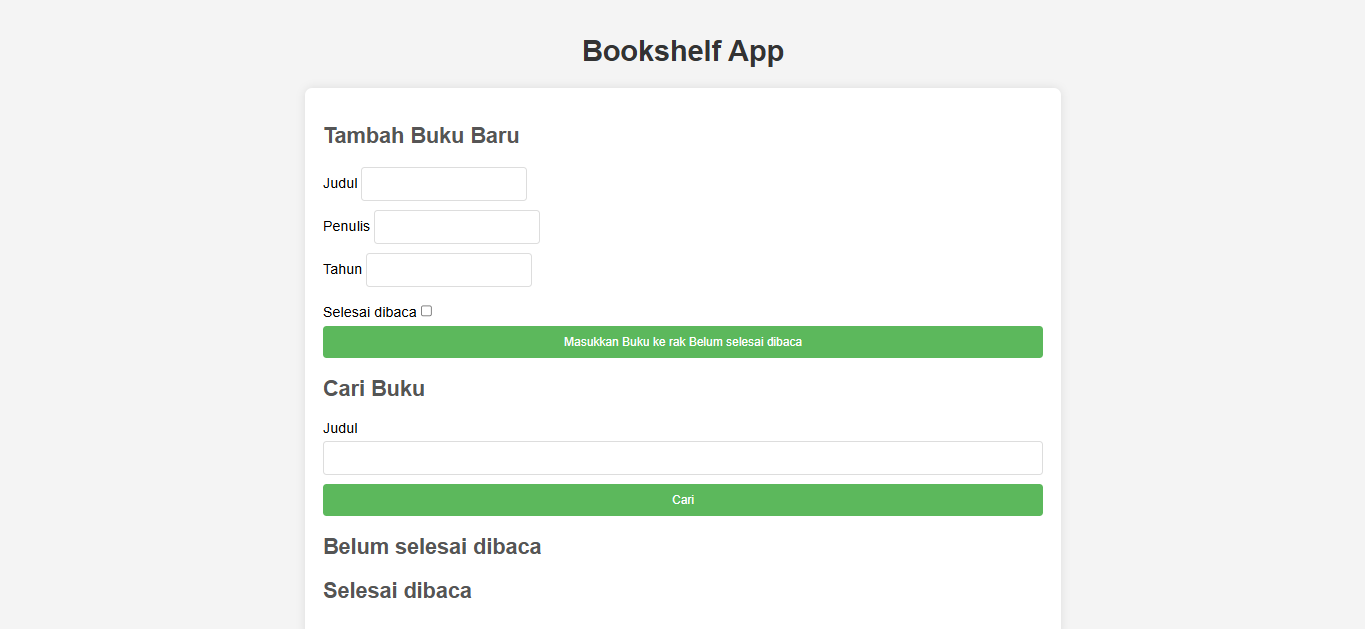 Bookshelf App
Tambah Buku Baru
Judul
Penulis
Tahun
Selesai dibaca
Masukkan Buku ke rak Belum selesai dibaca
Cari Buku
Judul
Cari
Belum selesai dibaca
Selesai dibaca